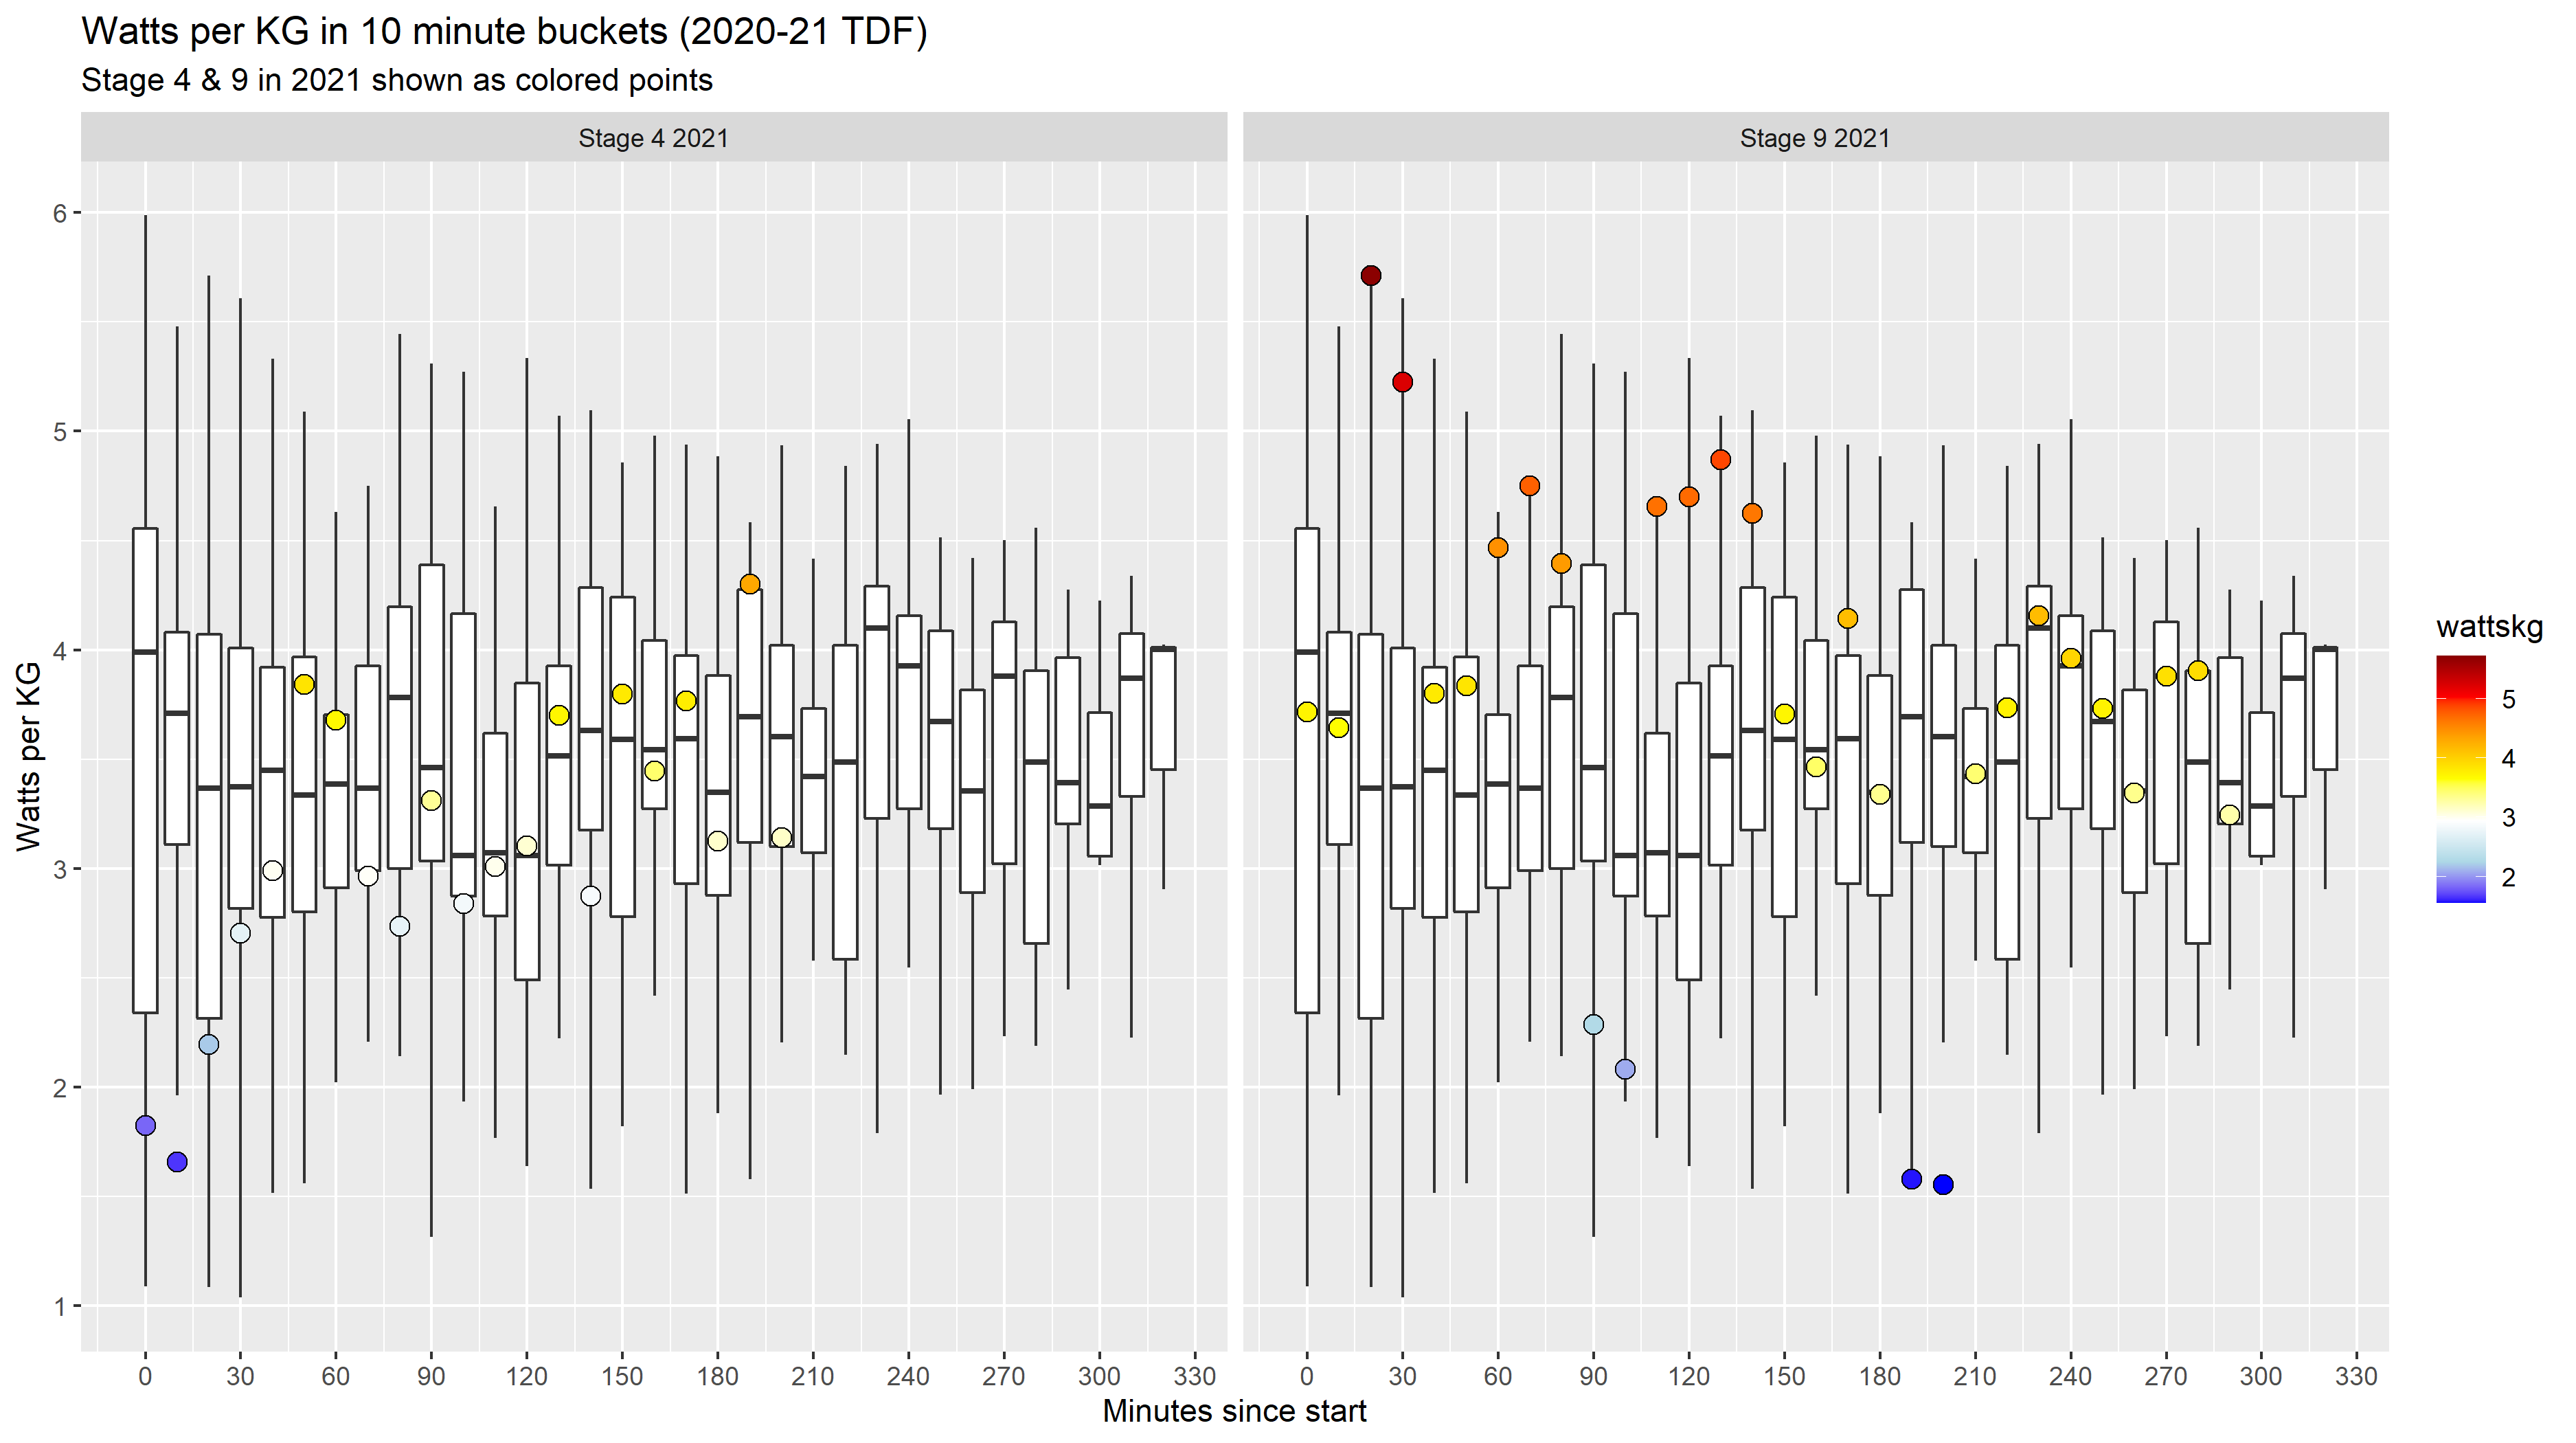 Watts per KG in 10 minute buckets (2020-21 TDF)
Stage 4 & 9 in 2021 shown as colored points
Stage 4 2021
Stage 9 2021
6
5
4
3
2
1
Watts per KG
0 30 60 90 120 150 180 210 240 270 300 330
0 30 60 90 120 150 180 210 240 270 300 330
Minutes since start
wattskg
5
4
3
2